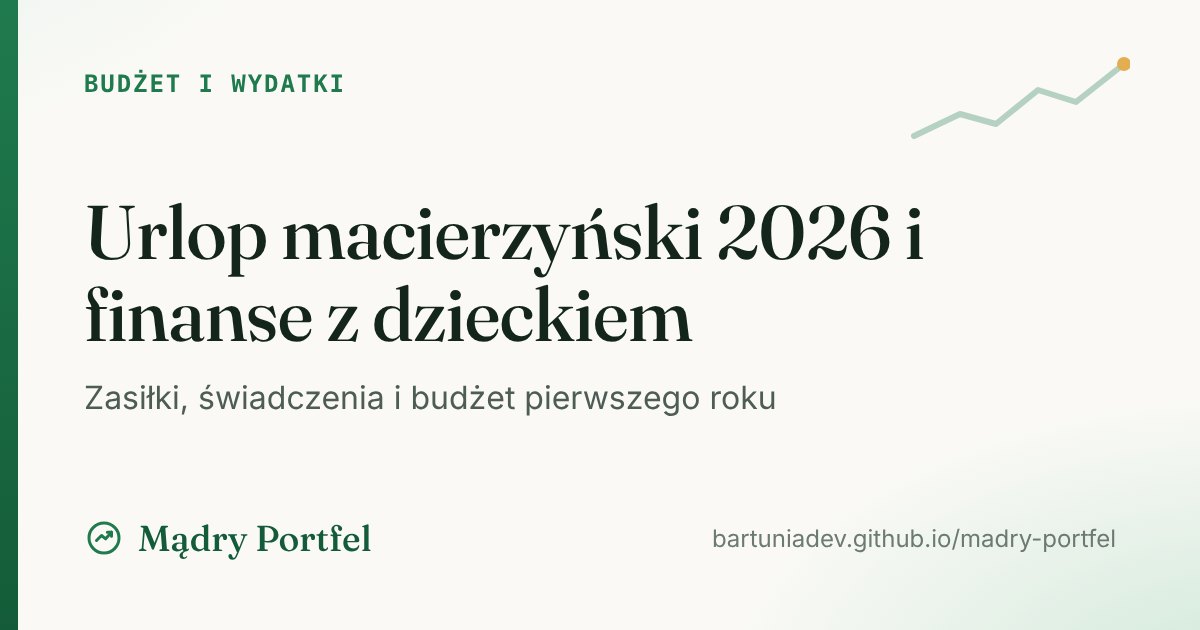 BUDŻET I WYDATKI
Urlop macierzyński 2026 i
finanse z dzieckiem
Zasiłki, świadczenia i budżet pierwszego roku
Mądry Portfel
bartuniadev.github.io/madry-portfel